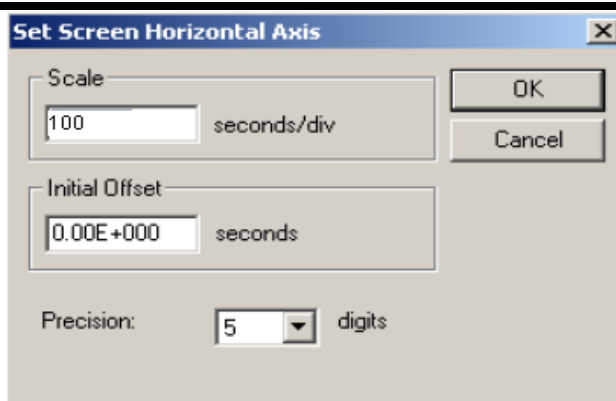 Set Screen Horizontal Axis
Scale
100 seconds/div
OK
Cancel
Initial Offset
0.00E+000 seconds
Precision: 5 digits